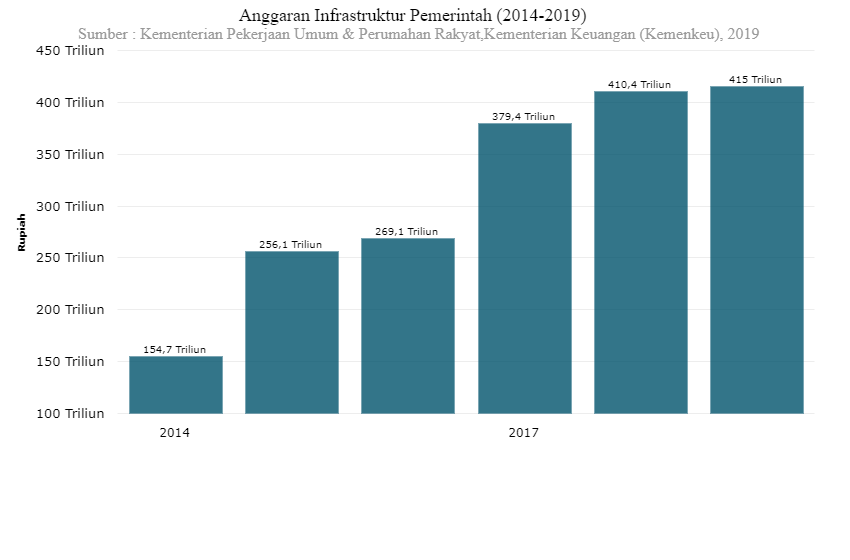 Anggaran Infrastruktur Pemerintah (2014-2019)
Sumber : Kementerian Pekerjaan Umum & Perumahan Rakyat,Kementerian Keuangan (Kemenkeu), 2019
450 Triliun
400 Triliun
350 Triliun
300 Triliun
250 Triliun
200 Triliun
150 Triliun
100 Triliun
Rupiah
154,7 Triliun
256,1 Triliun
269,1 Triliun
379,4 Triliun
410,4 Triliun
415 Triliun
2014
2017